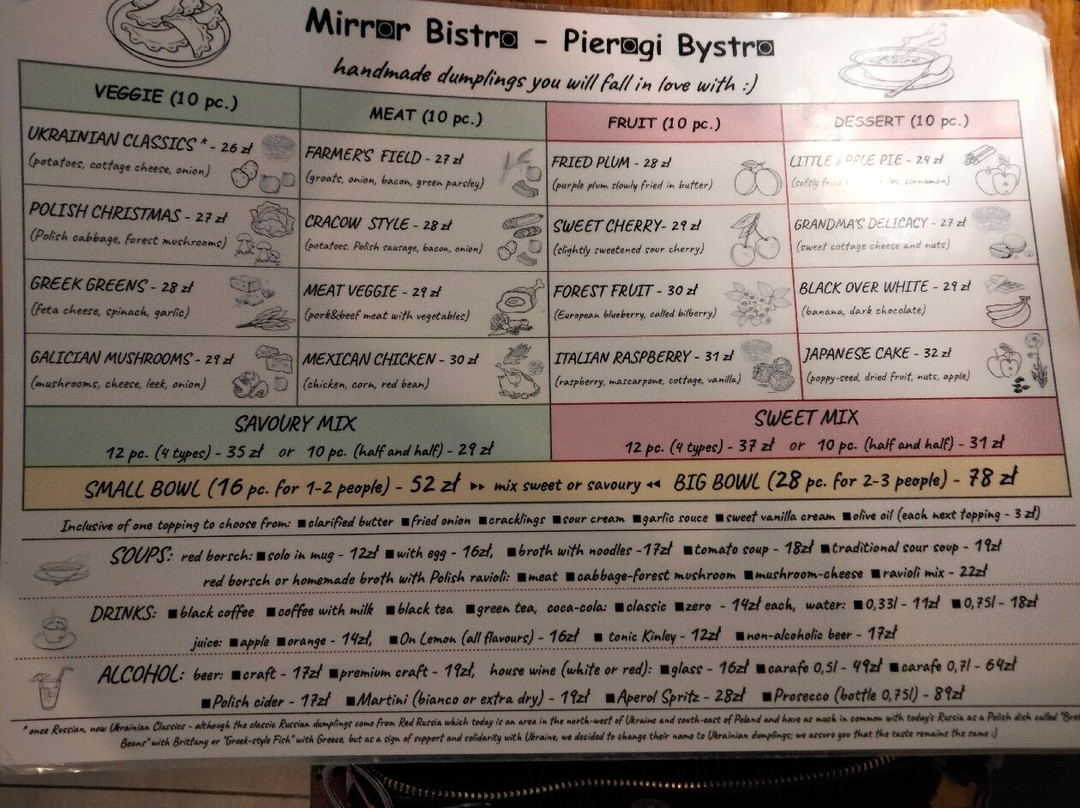 Mirror Bistro - Pierogi Bystro
handmade dumplings you will fall in love with :)
VEGGIE (10 pc.)
UKRAINIAN CLASSICS * - 26 zł
(potatoes, cottage cheese, onion)
POLISH CHRISTMAS - 27 zł
(Polish cabbage, forest mushrooms)
GREEK GREENS - 28 zł
(feta cheese, spinach, garlic)
GALICIAN MUSHROOMS - 29 zł
(mushrooms, cheese, leek, onion)
MEAT (10 pc.)
FARMER'S FIELD - 27 zł
(groats, onion, bacon, green parsley)
CRACOW STYLE - 28 zł
(potatoes, Polish sausage, bacon, onion)
MEAT VEGGIE - 29 zł
(pork&beef meat with vegetables)
MEXICAN CHICKEN - 30 zł
(chicken, corn, red bean)
FRUIT (10 pc.)
FRIED PLUM - 28 zł
(purple plum slowly fried in butter)
SWEET CHERRY- 29 zł
(slightly sweetened sour cherry)
FOREST FRUIT - 30 zł
(European blueberry, called bilberry)
ITALIAN RASPBERRY - 31 zł
(raspberry, mascarpone, cottage, vanilla)
DESSERT (10 pc.)
LITTLE APPLE PIE - 24 zł
(softly fried cinnamon)
GRANDMA'S DELICACY - 27 zł
(sweet cottage cheese and nuts)
BLACK OVER WHITE - 29 zł
(banana, dark chocolate)
JAPANESE CAKE - 32 zł
(poppy-seed, dried fruit, nuts, apple)
SAVOURY MIX
12 pc. (4 types) - 35 zł or 10 pc. (half and half) - 29 zł
SWEET MIX
12 pc. (4 types) - 37 zł or 10 pc. (half and half) - 31 zł
SMALL BOWL (16 pc. for 1-2 people) - 52 zł ▸▸ mix sweet or savoury ◂◂ BIG BOWL (28 pc. for 2-3 people) - 78 zł
Inclusive of one topping to choose from: ■clarified butter ■fried onion ■cracklings ■sour cream ■garlic souce ■sweet vanilla cream ■olive oil (each next topping - 3 zł)
SOUPS: red borsch: ■solo in mug - 12zł ■with egg - 16zł, ■broth with noodles -17zł ■tomato soup - 18zł ■traditional sour soup - 19zł
red borsch or homemade broth with Polish ravioli: ■meat ■cabbage-forest mushroom ■mushroom-cheese ■ravioli mix - 22zł
DRINKS: ■black coffee ■coffee with milk ■black tea ■green tea, coca-cola: ■classic ■zero - 14zł each, water: ■0,33l - 11zł ■0,75l - 18zł
juice: ■apple ■orange - 14zł, ■On Lemon (all flavours) - 16zł ■tonic Kinley - 12zł ■non-alcoholic beer - 17zł
ALCOHOL: beer: ■craft - 17zł ■premium craft - 19zł, house wine (white or red): ■glass - 16zł ■carafe 0,5l - 49zł ■carafe 0,7l - 64zł
■Polish cider - 17zł ■Martini (bianco or extra dry) - 19zł ■Aperol Spritz - 28zł ■Prosecco (bottle 0,75l) - 89zł
* once Russian, now Ukrainian Classics - although the classic Russian dumplings come from Red Russia which today is an area in the north-west of Ukraine and south-east of Poland and have as much in common with today's Russia as a Polish dish called
Beans" with Brittany or "Greek-style Fish" with Greece, but as a sign of support and solidarity with Ukraine, we decided to change their name to Ukrainian dumplings; we assure you that the taste remains the same :)